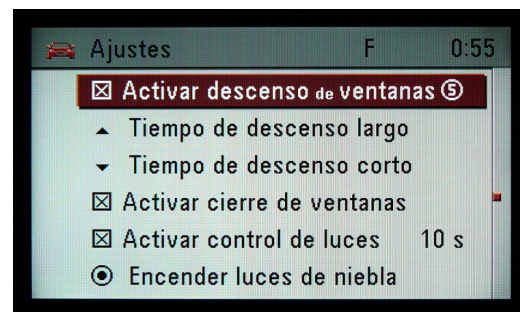 Ajustes F 0:55
☒ Activar descenso de ventanas ⑤
▲ Tiempo de descenso largo
▼ Tiempo de descenso corto
☒ Activar cierre de ventanas
☒ Activar control de luces 10 s
◉ Encender luces de niebla